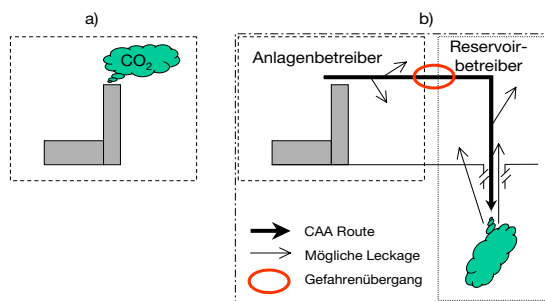 a)
CO₂
b)
Anlagenbetreiber
Reservoir-
betreiber
CAA Route
Mögliche Leckage
Gefahrenübergang